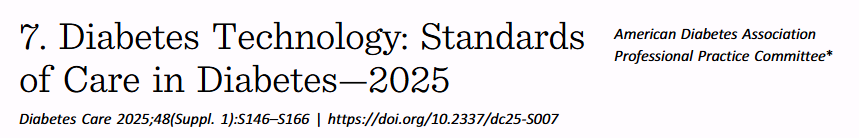 7. Diabetes Technology: Standards
of Care in Diabetes—2025
American Diabetes Association
Professional Practice Committee*
Diabetes Care 2025;48(Suppl. 1):S146–S166 | https://doi.org/10.2337/dc25-S007